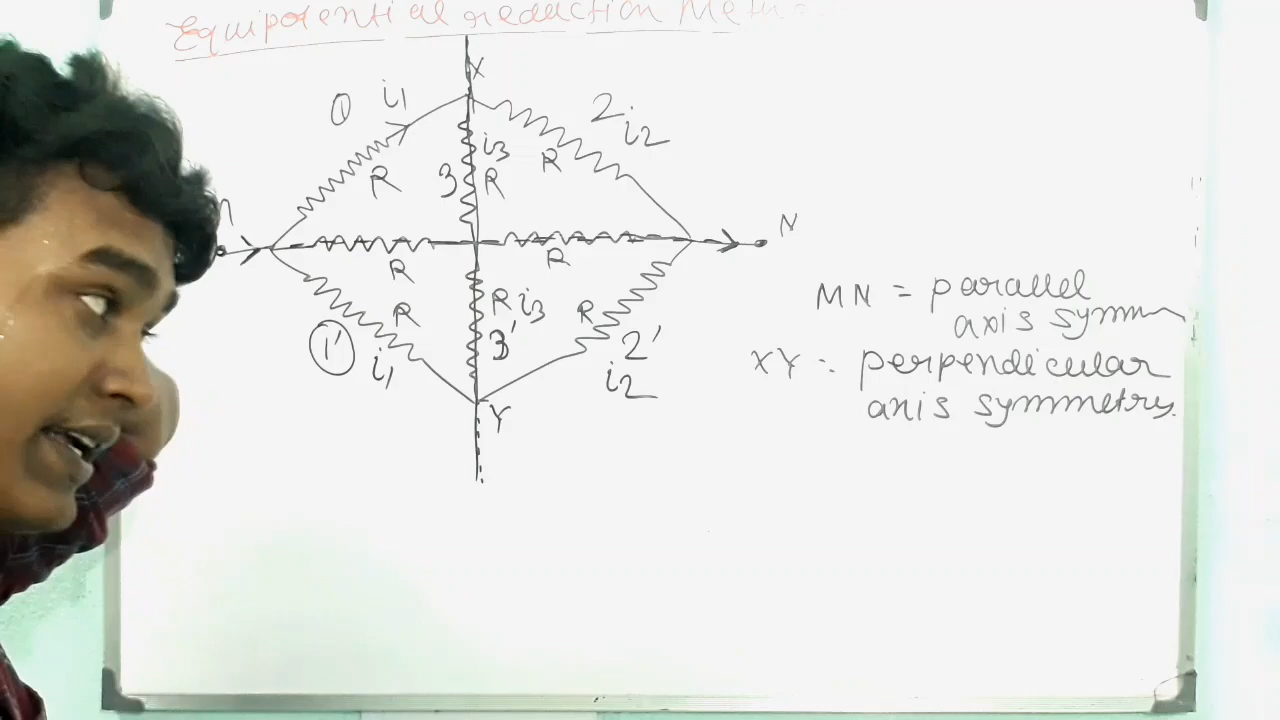 Equipotential reduction
X
① i1
2 i2
R
3
i3
R
R
N
R
R
R
R i3
R
①' i1
3'
2'
i2
Y
MN = parallel
axis symm
XY : perpendicular
axis symmetry.